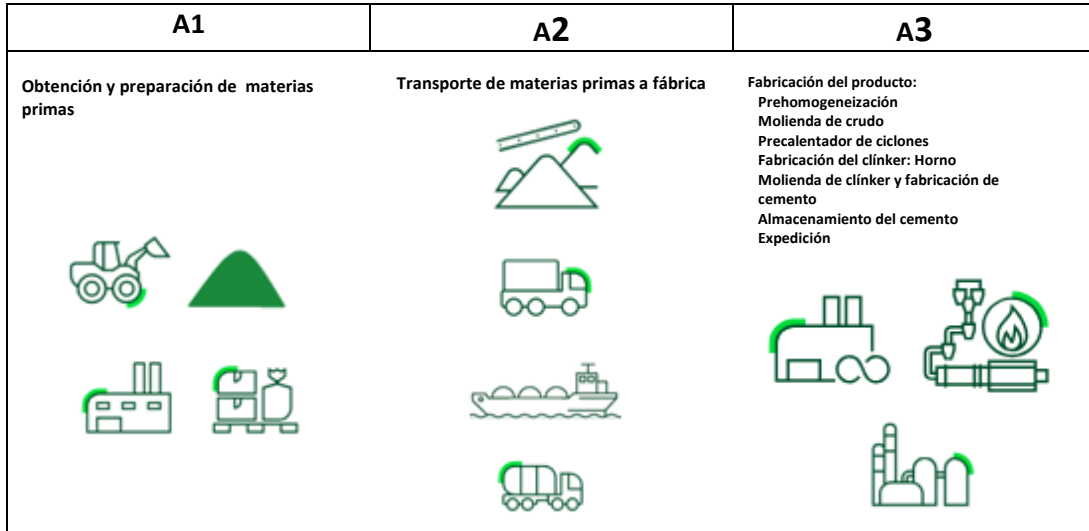 A1
A2
A3
Obtención y preparación de materias
primas
Transporte de materias primas a fábrica
Fabricación del producto:
Prehomogeneización
Molienda de crudo
Precalentador de ciclones
Fabricación del clínker: Horno
Molienda de clínker y fabricación de
cemento
Almacenamiento del cemento
Expedición